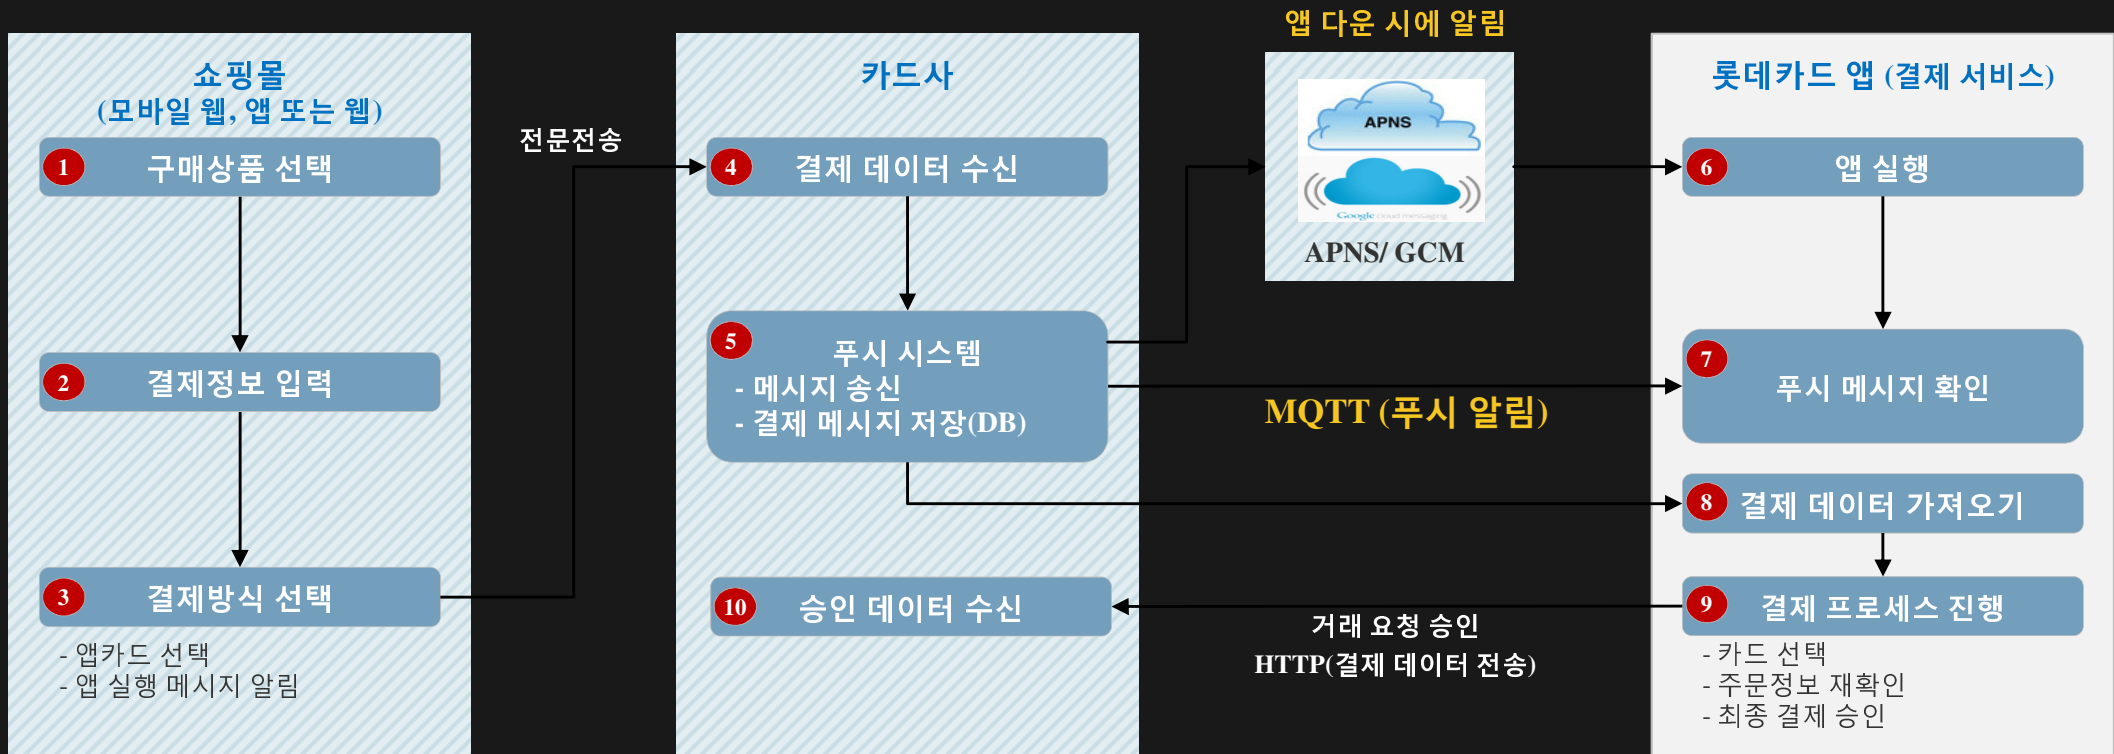 앱 다운 시에 알림
쇼핑몰
(모바일 웹, 앱 또는 웹)
1 구매상품 선택
2 결제정보 입력
3 결제방식 선택
- 앱카드 선택
- 앱 실행 메시지 알림
전문전송
카드사
4 결제 데이터 수신
5 푸시 시스템
- 메시지 송신
- 결제 메시지 저장(DB)
10 승인 데이터 수신
APNS
Google cloud messaging
APNS/ GCM
MQTT (푸시 알림)
거래 요청 승인
HTTP(결제 데이터 전송)
롯데카드 앱 (결제 서비스)
6 앱 실행
7 푸시 메시지 확인
8 결제 데이터 가져오기
9 결제 프로세스 진행
- 카드 선택
- 주문정보 재확인
- 최종 결제 승인